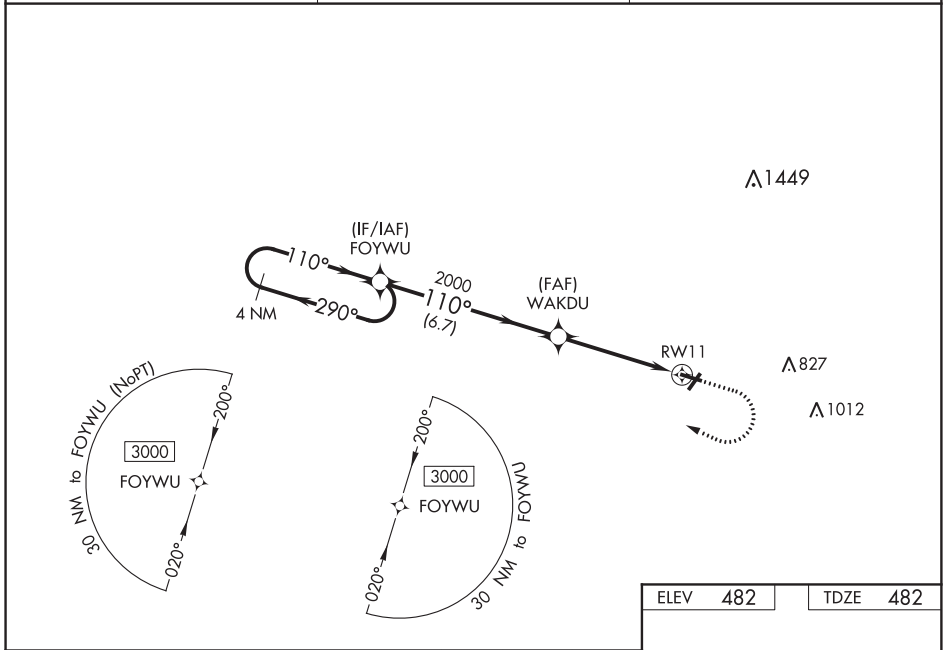 1449
(IF/IAF)
FOYWU
110°
2000
110°
(6.7)
(FAF)
WAKDU
4 NM
290°
RW11
827
1012
30 NM to FOYWU (NoPT)
200°
3000
FOYWU
020°
200°
3000
FOYWU
020°
30 NM to FOYWU
ELEV 482
TDZE 482